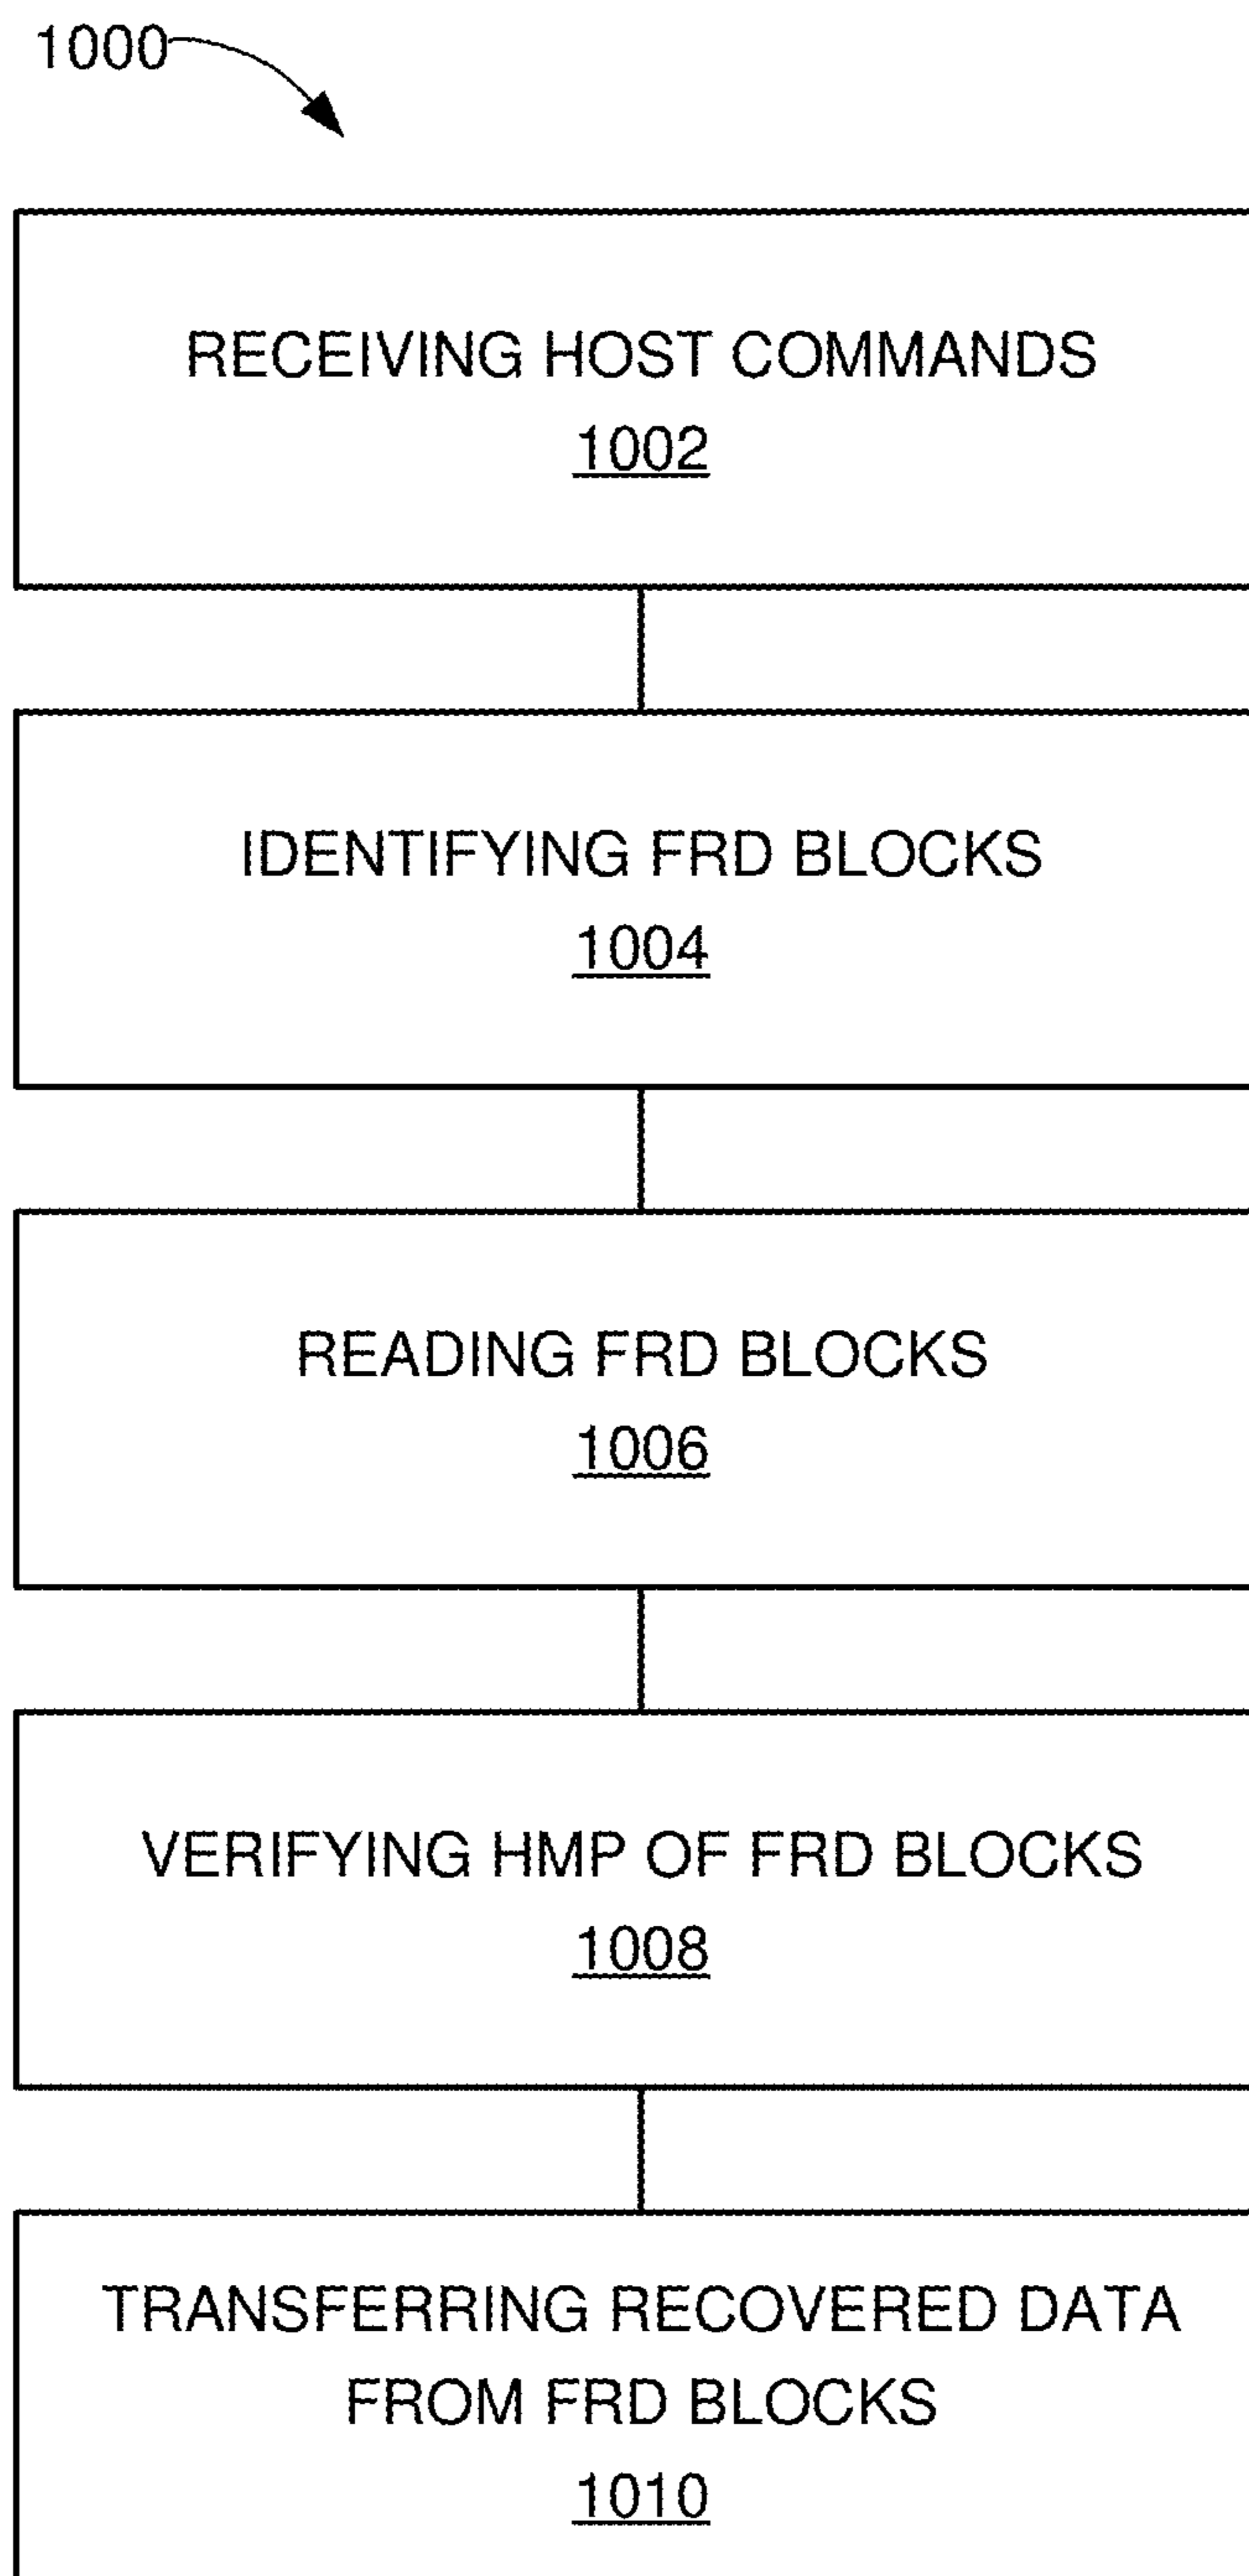 1000
RECEIVING HOST COMMANDS
1002
IDENTIFYING FRD BLOCKS
1004
READING FRD BLOCKS
1006
VERIFYING HMP OF FRD BLOCKS
1008
TRANSFERRING RECOVERED DATA
FROM FRD BLOCKS
1010